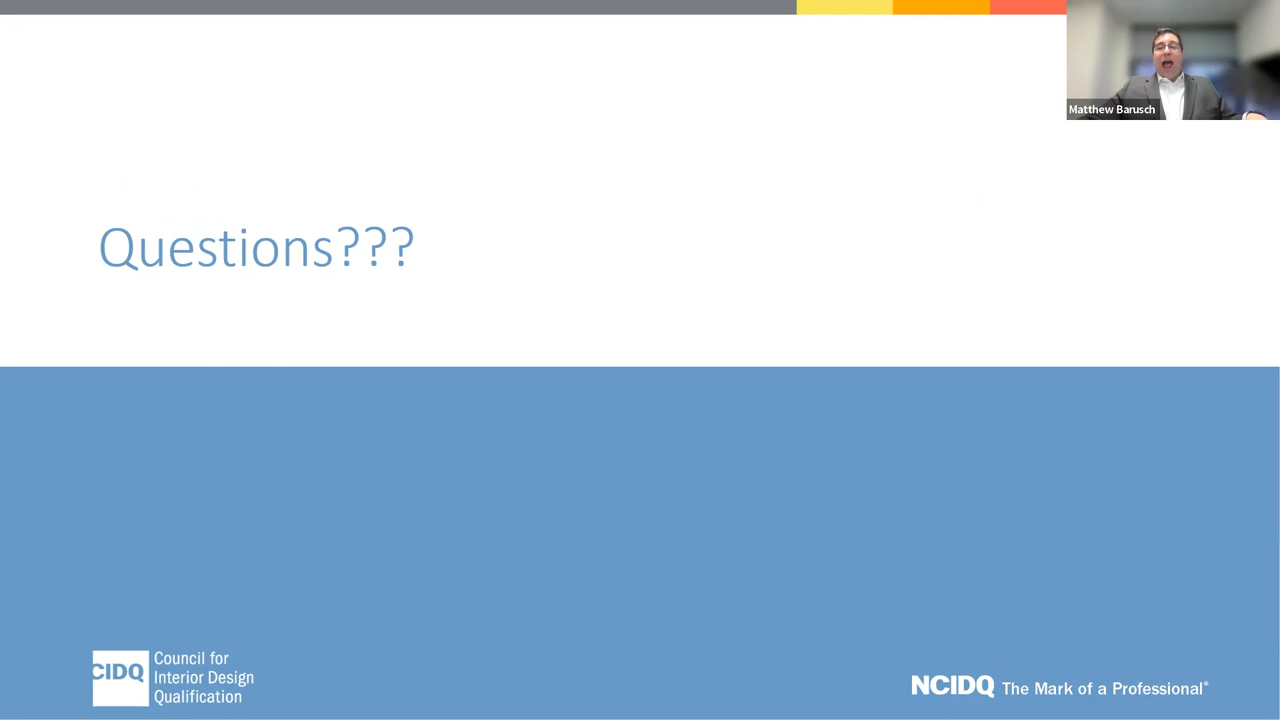 Matthew Barusch
Questions???
CIDQ
Council for
Interior Design
Qualification
NCIDQ The Mark of a Professional®